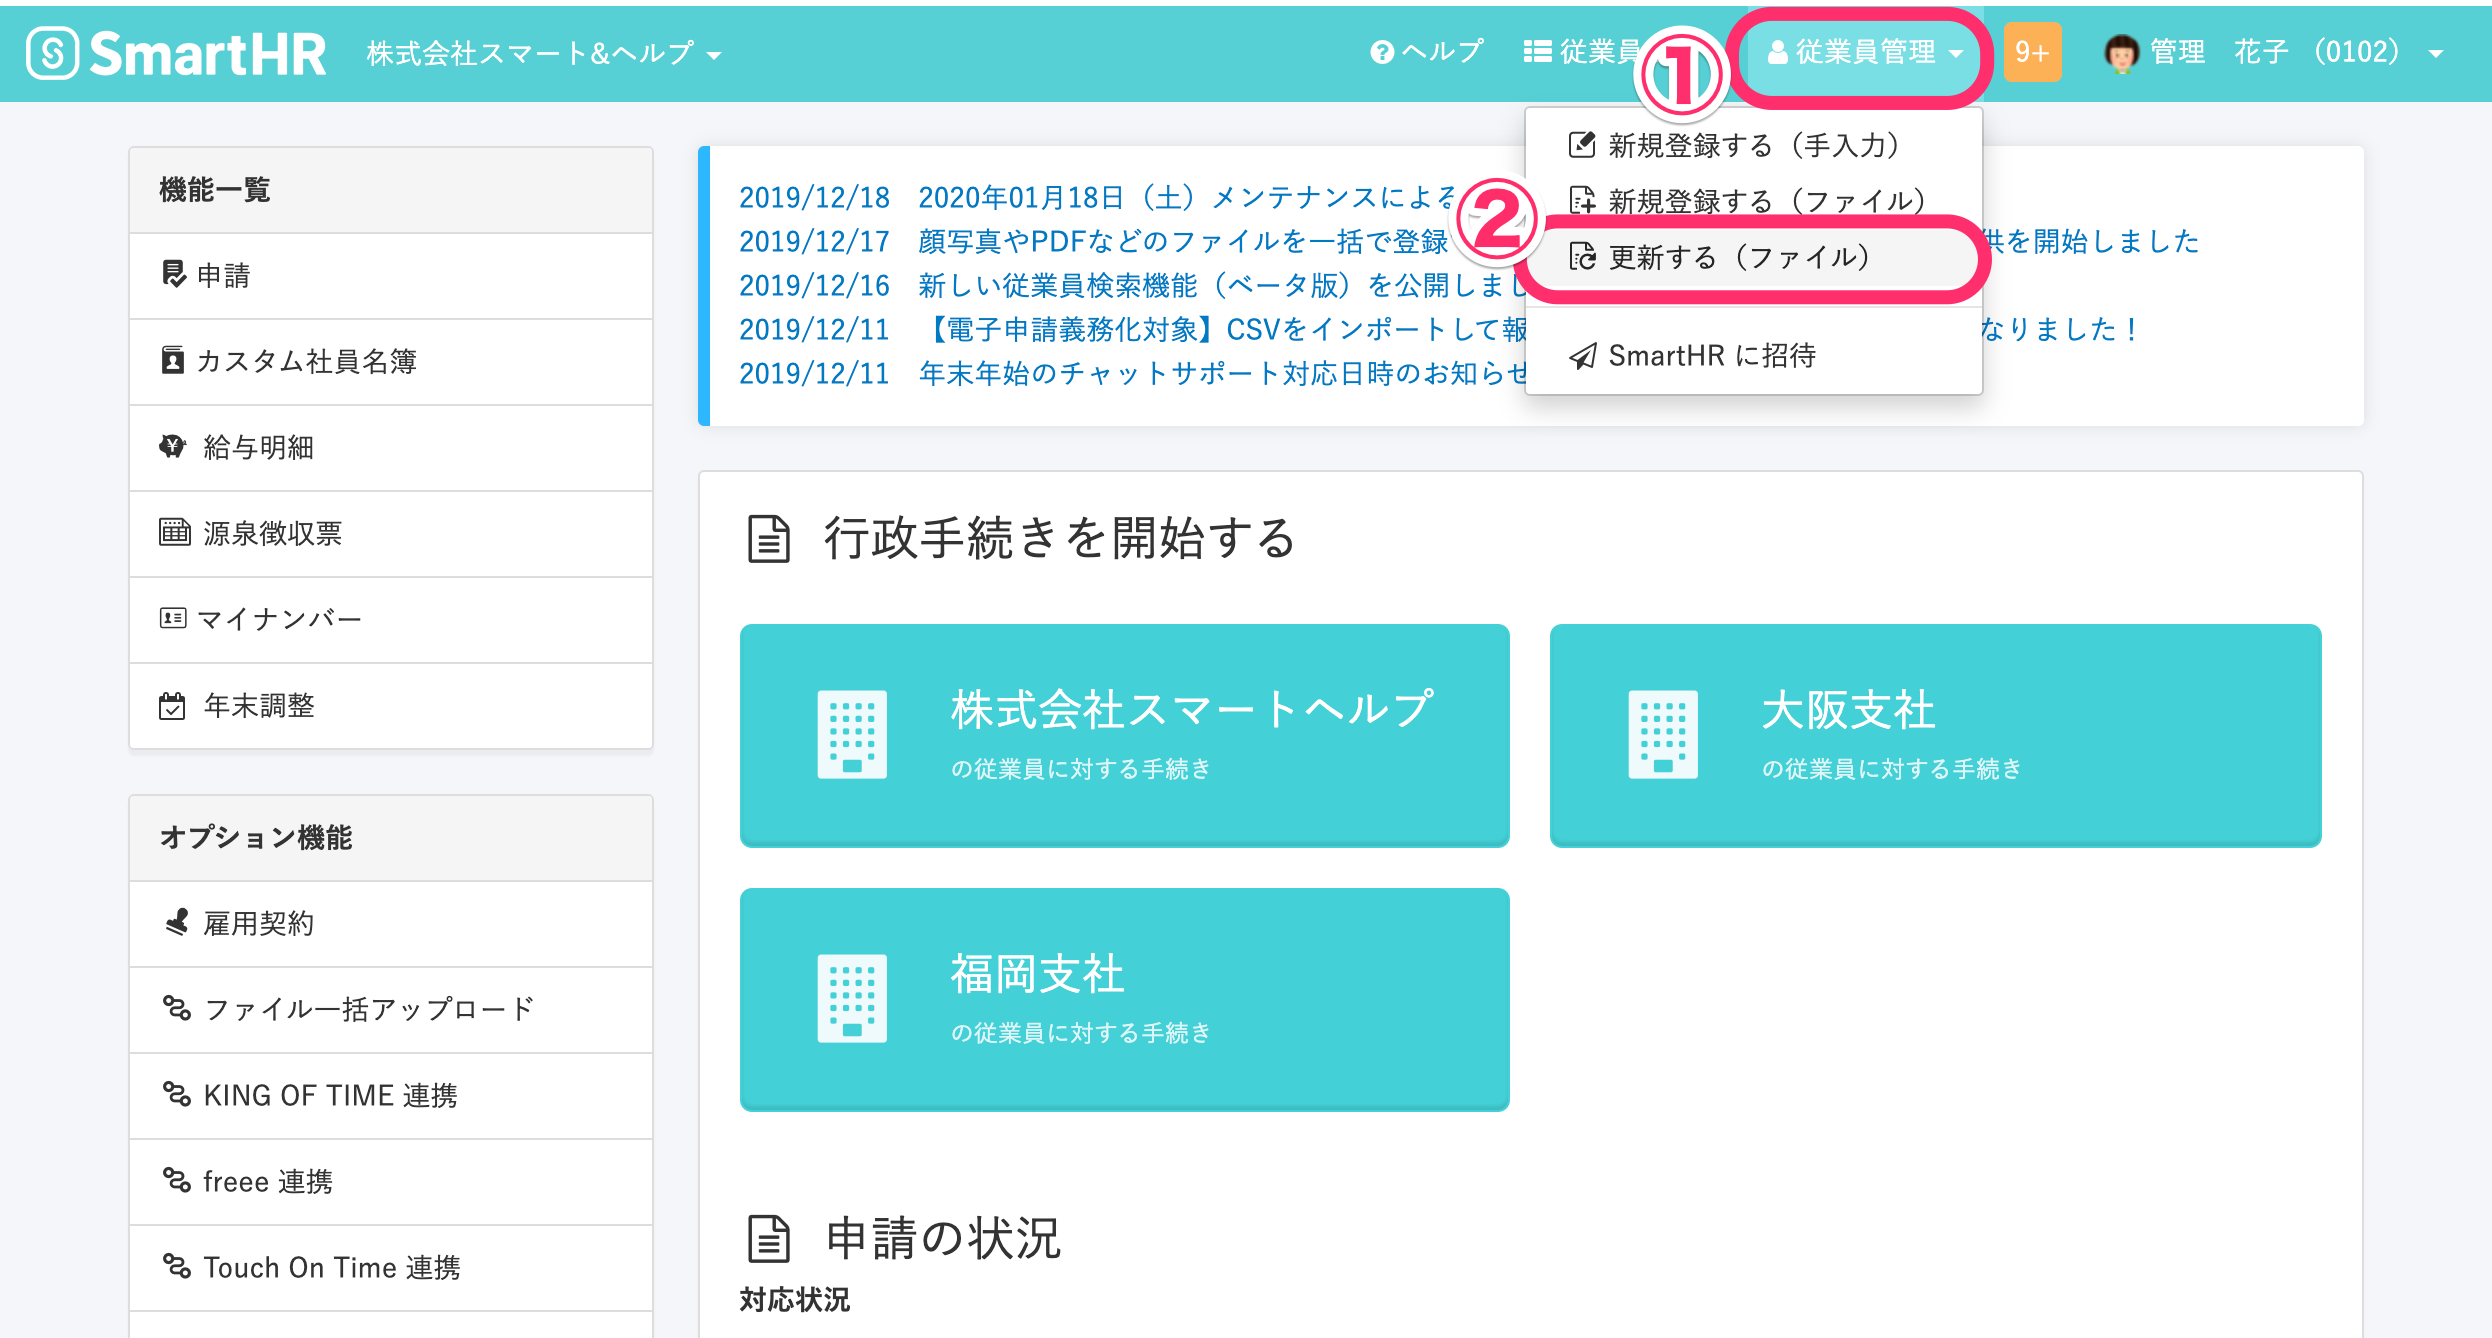 SmartHR 株式会社スマート&ヘルプ ヘルプ 従業員 ① 従業員管理 9+ 管理 花子 （0102）
新規登録する（手入力）
新規登録する（ファイル）
② 更新する（ファイル）
SmartHR に招待
機能一覧
申請
カスタム社員名簿
給与明細
源泉徴収票
マイナンバー
年末調整
オプション機能
雇用契約
ファイル一括アップロード
KING OF TIME 連携
freee 連携
Touch On Time 連携
2019/12/18 2020年01月18日（土）メンテナンスによる
2019/12/17 顔写真やPDFなどのファイルを一括で登録 供を開始しました
2019/12/16 新しい従業員検索機能（ベータ版）を公開しまし
2019/12/11 【電子申請義務化対象】CSVをインポートして報 なりました！
2019/12/11 年末年始のチャットサポート対応日時のお知らせ
行政手続きを開始する
株式会社スマートヘルプ
の従業員に対する手続き
大阪支社
の従業員に対する手続き
福岡支社
の従業員に対する手続き
申請の状況
対応状況